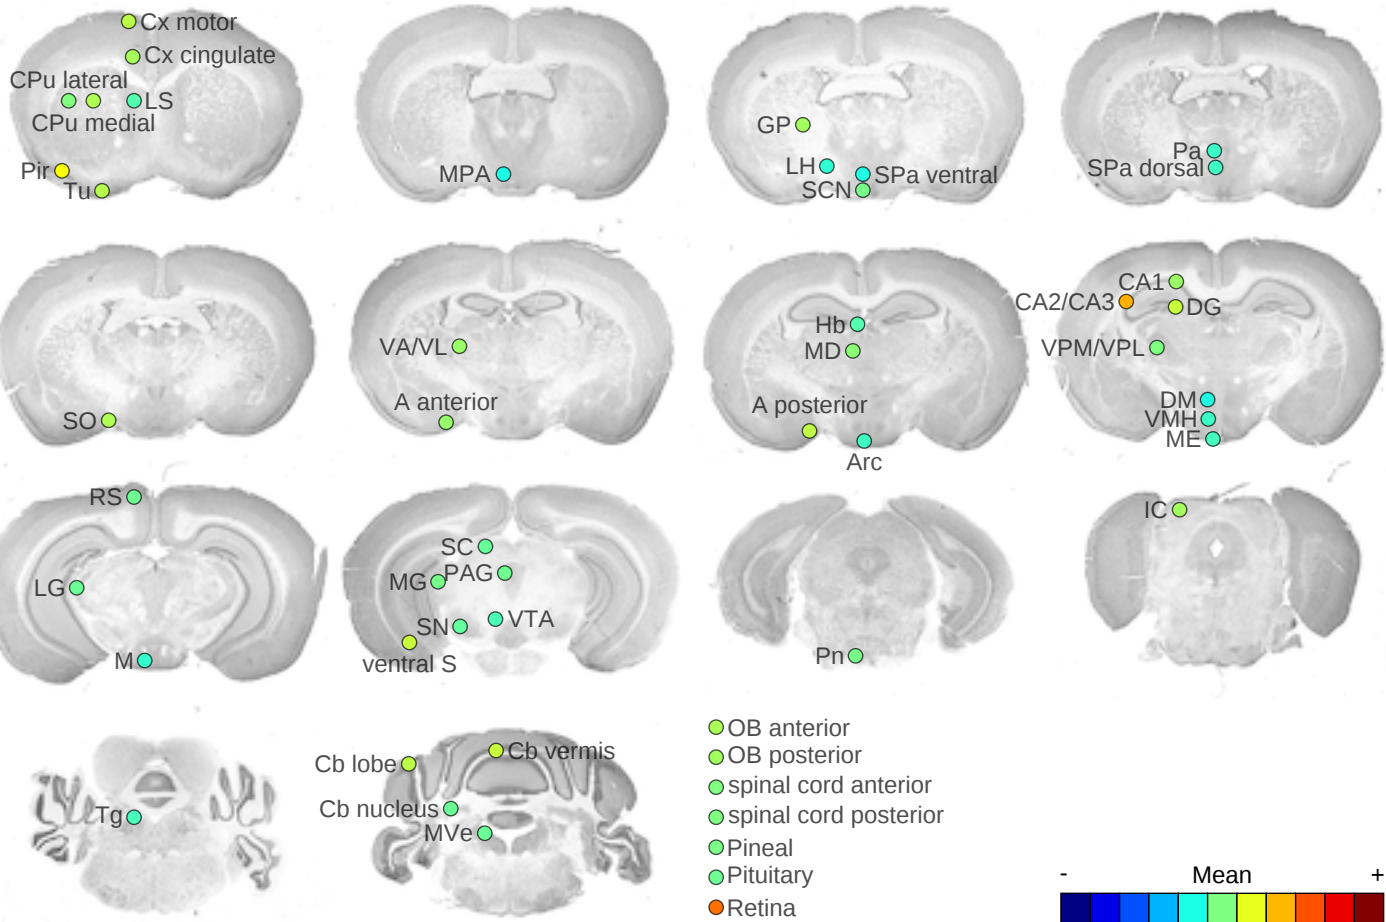 Cx motor
Cx cingulate
CPu lateral
LS
CPu medial
Pir
Tu
MPA
GP
LH
SPa ventral
SCN
Pa
SPa dorsal
SO
VA/VL
A anterior
Hb
MD
A posterior
Arc
CA1
CA2/CA3
DG
VPM/VPL
DM
VMH
ME
RS
LG
M
SC
PAG
MG
SN
VTA
ventral S
Pn
IC
Tg
Cb lobe
Cb vermis
Cb nucleus
MVe
OB anterior
OB posterior
spinal cord anterior
spinal cord posterior
Pineal
Pituitary
Retina
- Mean +